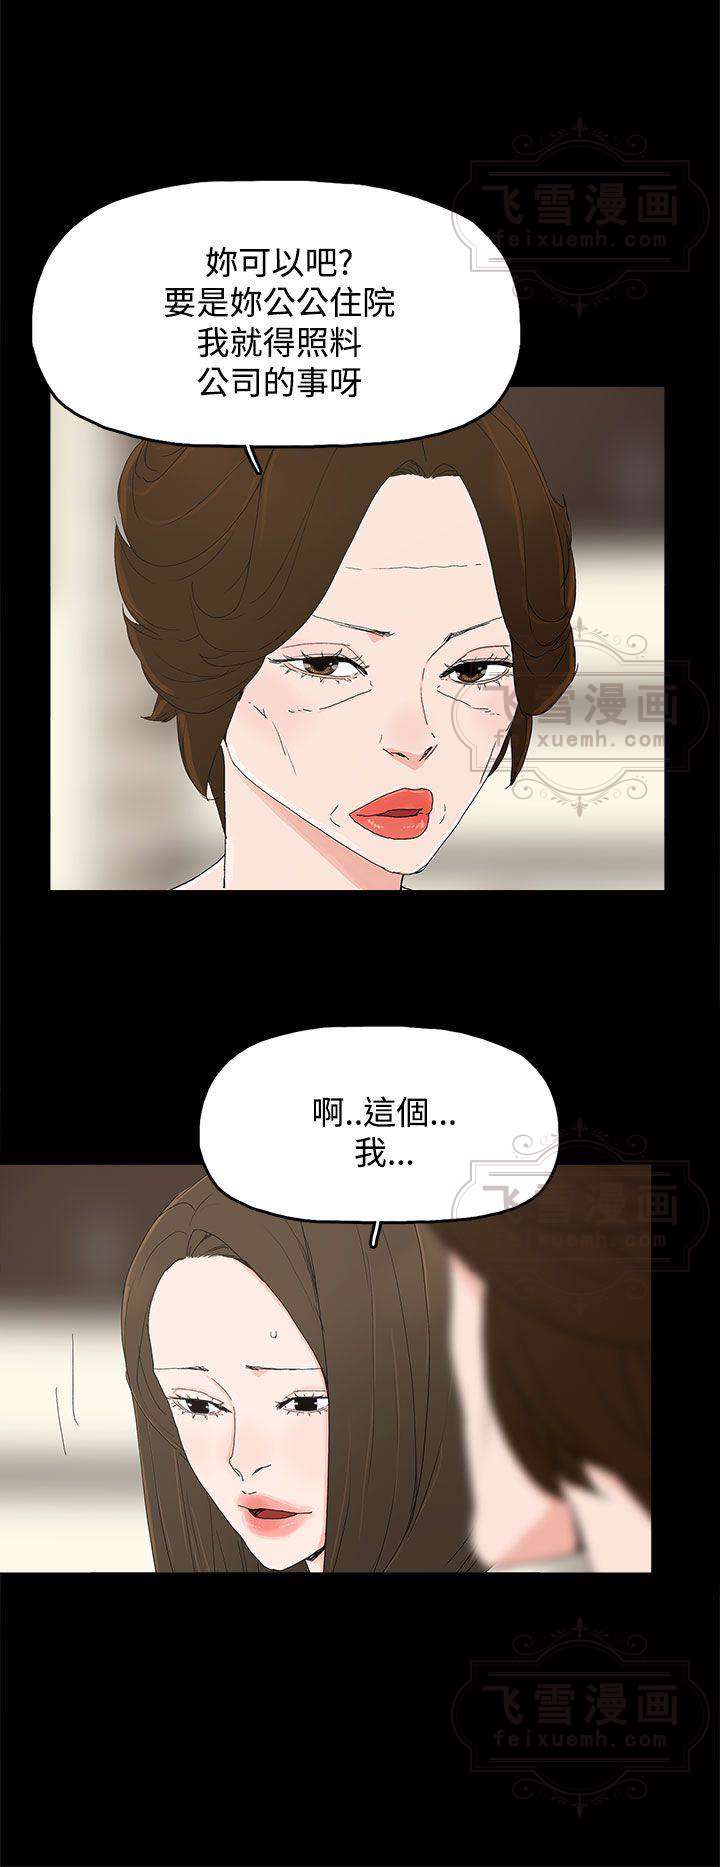 飞雪漫画
feixuemh.com
妳可以吧?
要是妳公公住院
我就得照料
公司的事呀
飞雪漫画
feixuemh.com
啊..這個...
我...
飞雪漫画
feixuemh.com
飞雪漫画
feixuemh.com